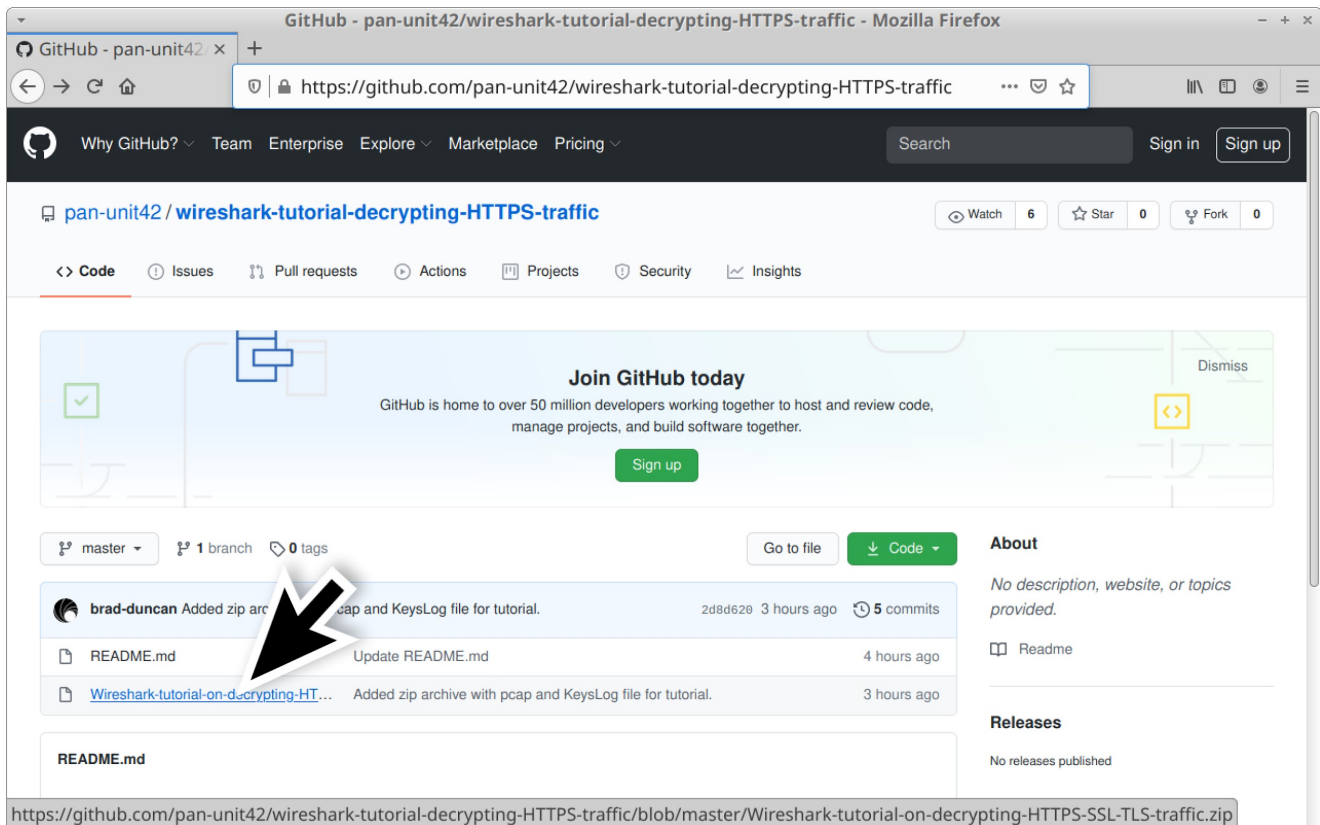 GitHub - pan-unit42/wireshark-tutorial-decrypting-HTTPS-traffic - Mozilla Firefox
GitHub - pan-unit42/
https://github.com/pan-unit42/wireshark-tutorial-decrypting-HTTPS-traffic
Why GitHub? Team Enterprise Explore Marketplace Pricing Search Sign in Sign up
pan-unit42 / wireshark-tutorial-decrypting-HTTPS-traffic
Watch 6 Star 0 Fork 0
Code Issues Pull requests Actions Projects Security Insights
Dismiss
Join GitHub today
GitHub is home to over 50 million developers working together to host and review code,
manage projects, and build software together.
Sign up
master 1 branch 0 tags Go to file Code
brad-duncan Added zip cap and KeysLog file for tutorial. 2d8d620 3 hours ago 5 commits
README.md Update README.md 4 hours ago
Wireshark-tutorial-on-decrypting-HT... Added zip archive with pcap and KeysLog file for tutorial. 3 hours ago
README.md
About
No description, website, or topics
provided.
Readme
Releases
No releases published
https://github.com/pan-unit42/wireshark-tutorial-decrypting-HTTPS-traffic/blob/master/Wireshark-tutorial-on-decrypting-HTTPS-SSL-TLS-traffic.zip